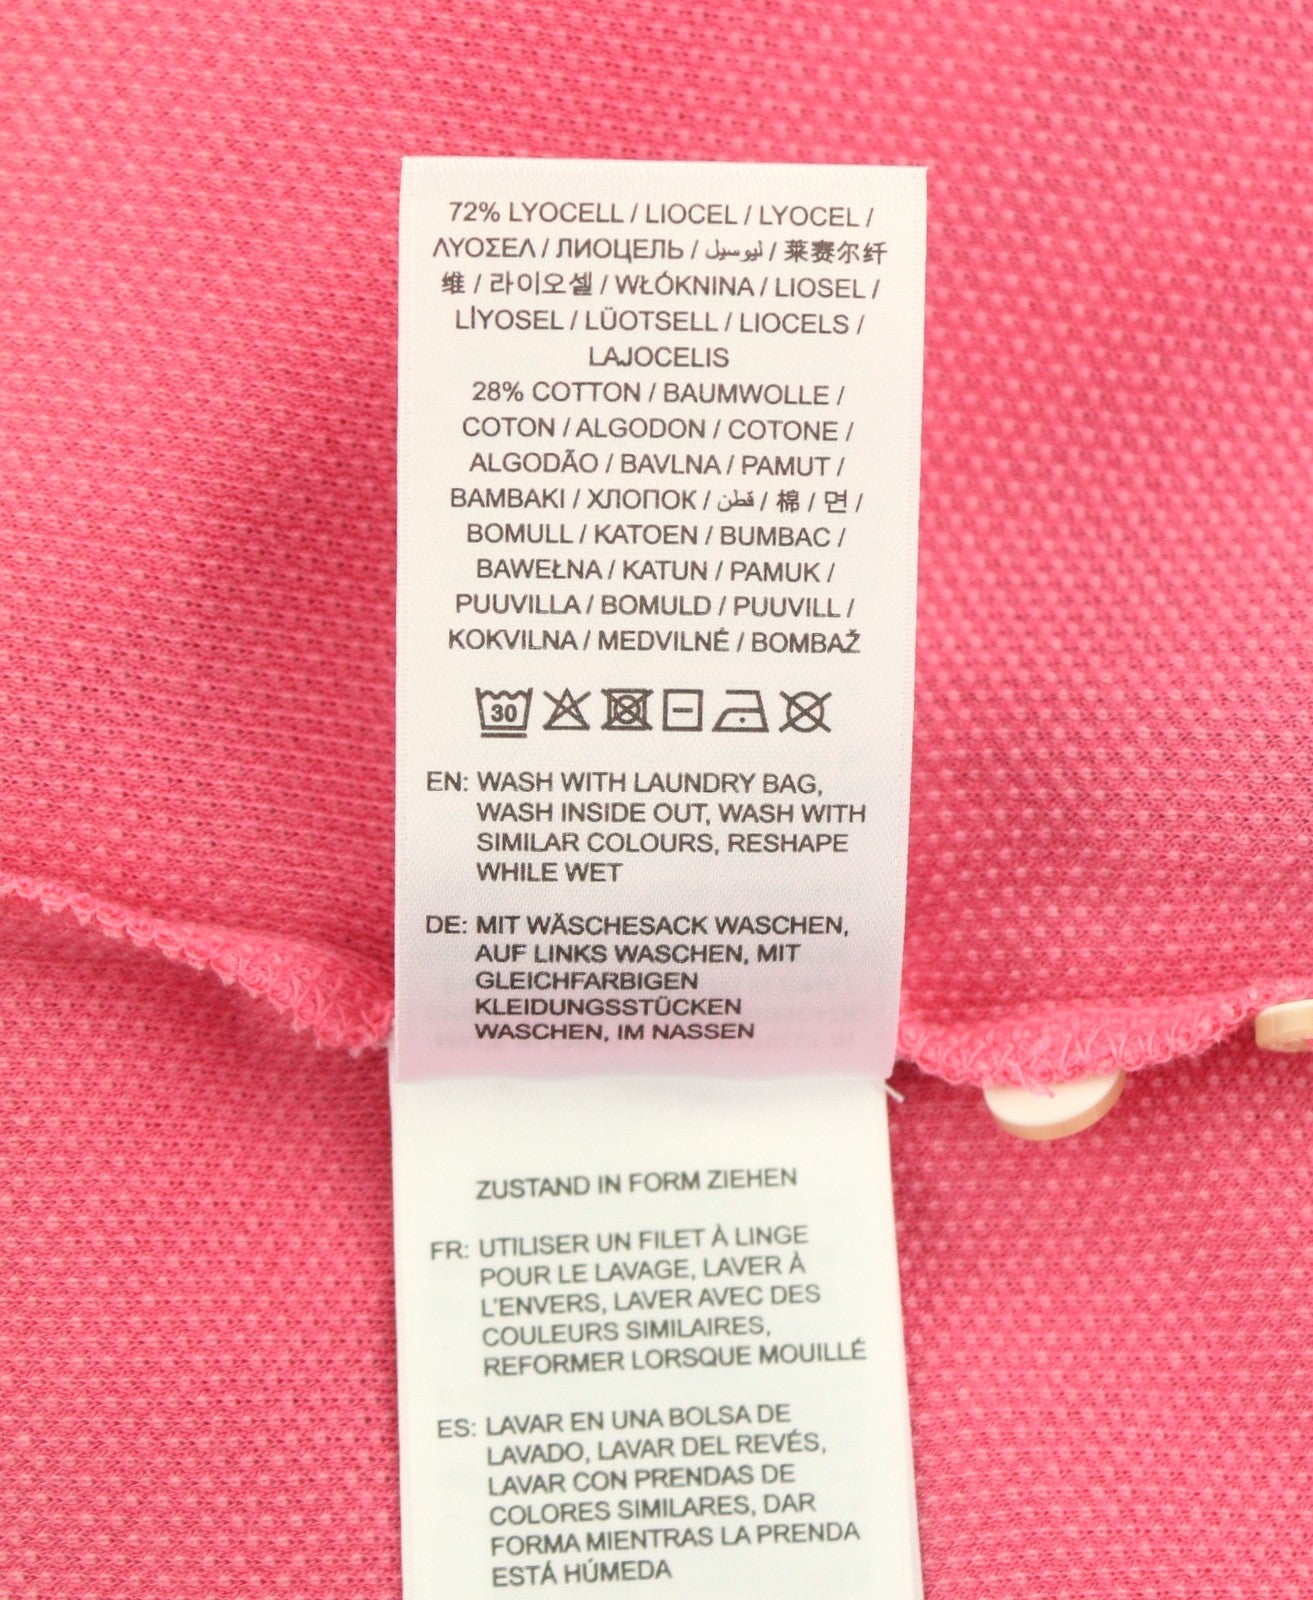 72% LYOCELL / LIOCEL / LYOCEL /
ΛΥΟΣΕΛ / ЛИОЦЕЛЬ / ليوسيل / 莱赛尔纤
维 / 라이오셀 / WŁÓKNINA / LIOSEL /
LİYOSEL / LÜOTSELL / LIOCELS /
LAJOCELIS
28% COTTON / BAUMWOLLE /
COTON / ALGODON / COTONE /
ALGODÃO / BAVLNA / PAMUT /
BAMBAKI / ХЛОПОК / قطن / 棉 / 면 /
BOMULL / KATOEN / BUMBAC /
BAWEŁNA / KATUN / PAMUK /
PUUVILLA / BOMULD / PUUVILL /
KOKVILNA / MEDVILNĖ / BOMBAŽ
30
EN: WASH WITH LAUNDRY BAG,
WASH INSIDE OUT, WASH WITH
SIMILAR COLOURS, RESHAPE
WHILE WET
DE: MIT WÄSCHESACK WASCHEN,
AUF LINKS WASCHEN, MIT
GLEICHFARBIGEN
KLEIDUNGSSTÜCKEN
WASCHEN, IM NASSEN
ZUSTAND IN FORM ZIEHEN
FR: UTILISER UN FILET À LINGE
POUR LE LAVAGE, LAVER À
L'ENVERS, LAVER AVEC DES
COULEURS SIMILAIRES,
REFORMER LORSQUE MOUILLÉ
ES: LAVAR EN UNA BOLSA DE
LAVADO, LAVAR DEL REVÉS,
LAVAR CON PRENDAS DE
COLORES SIMILARES, DAR
FORMA MIENTRAS LA PRENDA
ESTÁ HÚMEDA